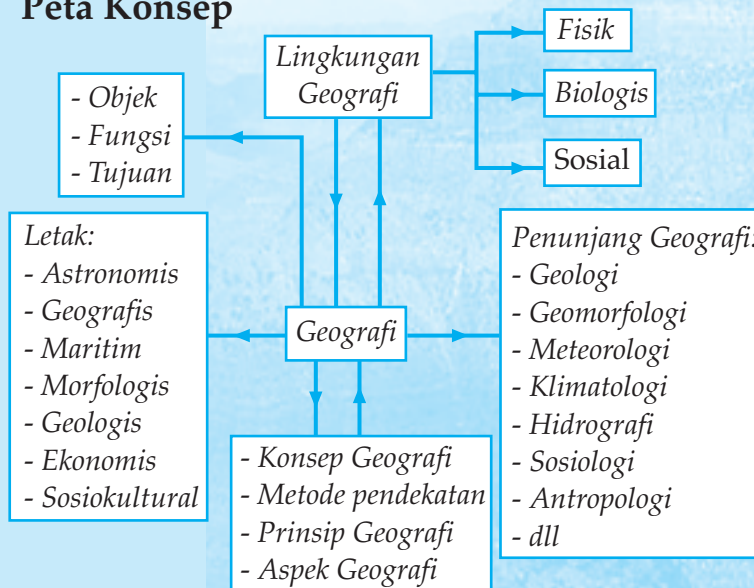 Peta Konsep
Lingkungan
Geografi
Fisik
Biologis
Sosial
- Objek
- Fungsi
- Tujuan
Letak:
- Astronomis
- Geografis
- Maritim
- Morfologis
- Geologis
- Ekonomis
- Sosiokultural
Geografi
Penunjang Geografi:
- Geologi
- Geomorfologi
- Meteorologi
- Klimatologi
- Hidrografi
- Sosiologi
- Antropologi
- dll
- Konsep Geografi
- Metode pendekatan
- Prinsip Geografi
- Aspek Geografi